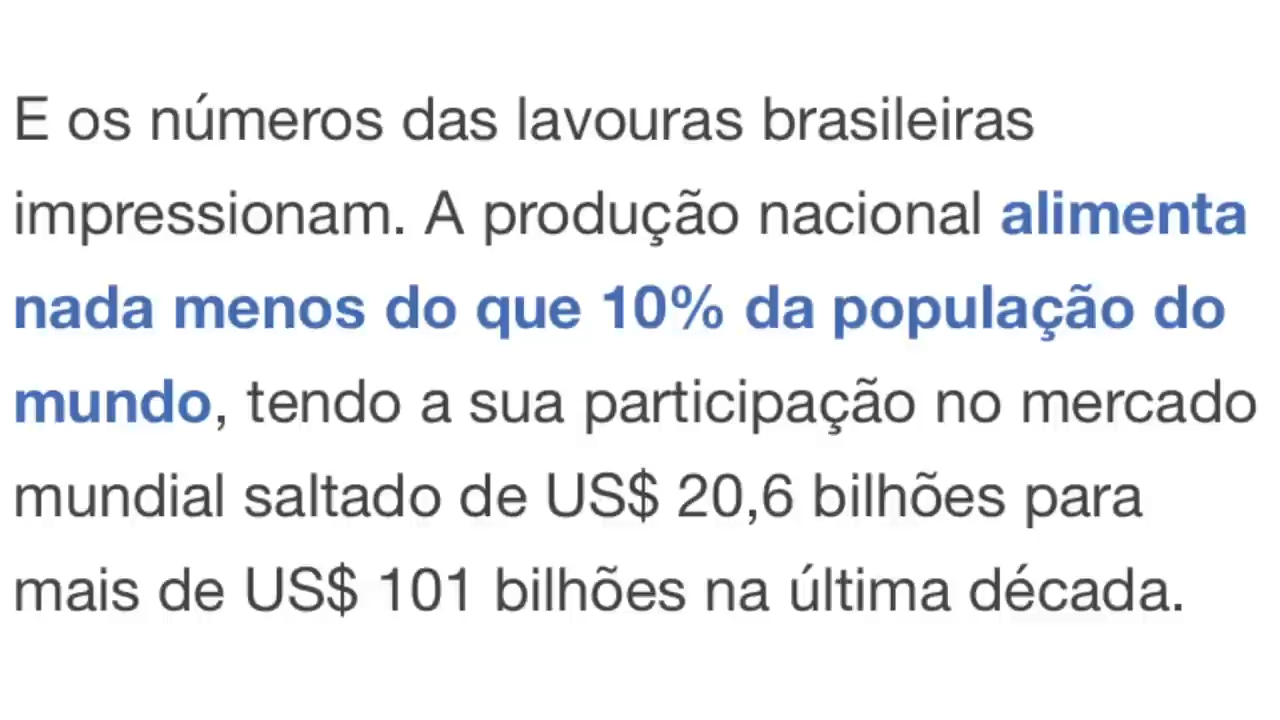 E os números das lavouras brasileiras
impressionam. A produção nacional alimenta
nada menos do que 10% da população do
mundo, tendo a sua participação no mercado
mundial saltado de US$ 20,6 bilhões para
mais de US$ 101 bilhões na última década.